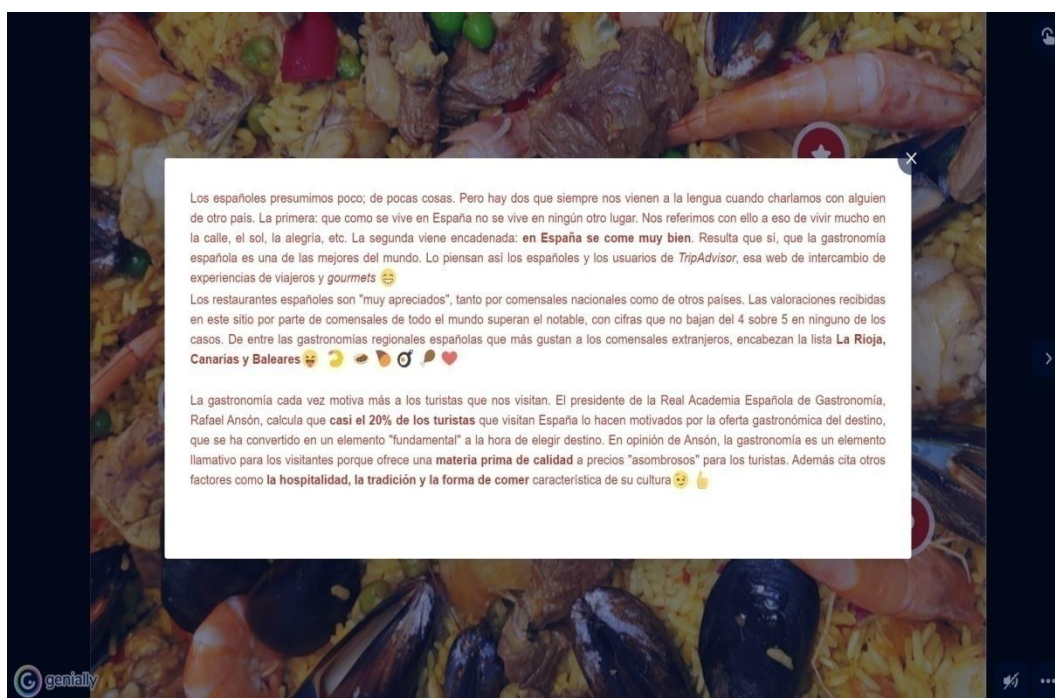 Los españoles presumimos poco; de pocas cosas. Pero hay dos que siempre nos vienen a la lengua cuando charlamos con alguien
de otro país. La primera: que como se vive en España no se vive en ningún otro lugar. Nos referimos con ello a eso de vivir mucho en
la calle, el sol, la alegría, etc. La segunda viene encadenada: en España se come muy bien. Resulta que sí, que la gastronomía
española es una de las mejores del mundo. Lo piensan así los españoles y los usuarios de TripAdvisor, esa web de intercambio de
experiencias de viajeros y gourmets 😁
Los restaurantes españoles son "muy apreciados", tanto por comensales nacionales como de otros países. Las valoraciones recibidas
en este sitio por parte de comensales de todo el mundo superan el notable, con cifras que no bajan del 4 sobre 5 en ninguno de los
casos. De entre las gastronomías regionales españolas que más gustan a los comensales extranjeros, encabezan la lista La Rioja,
Canarias y Baleares 😛 🍤 🥘 🍠 🍳 🍗 ❤️
La gastronomía cada vez motiva más a los turistas que nos visitan. El presidente de la Real Academia Española de Gastronomía,
Rafael Ansón, calcula que casi el 20% de los turistas que visitan España lo hacen motivados por la oferta gastronómica del destino,
que se ha convertido en un elemento "fundamental" a la hora de elegir destino. En opinión de Ansón, la gastronomía es un elemento
llamativo para los visitantes porque ofrece una materia prima de calidad a precios "asombrosos" para los turistas. Además cita otros
factores como la hospitalidad, la tradición y la forma de comer característica de su cultura 😉 👍
genially